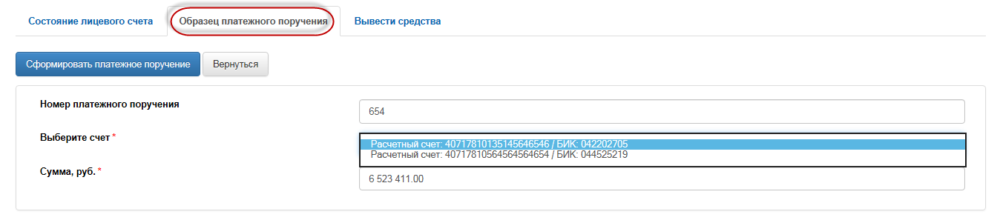 Состояние лицевого счета Образец платежного поручения Вывести средства
Сформировать платежное поручение Вернуться
Номер платежного поручения 654
Выберите счет *
Расчетный счет: 40717810135145646546 / БИК: 042202705
Расчетный счет: 40717810564564564654 / БИК: 044525219
Сумма, руб. * 6 523 411.00